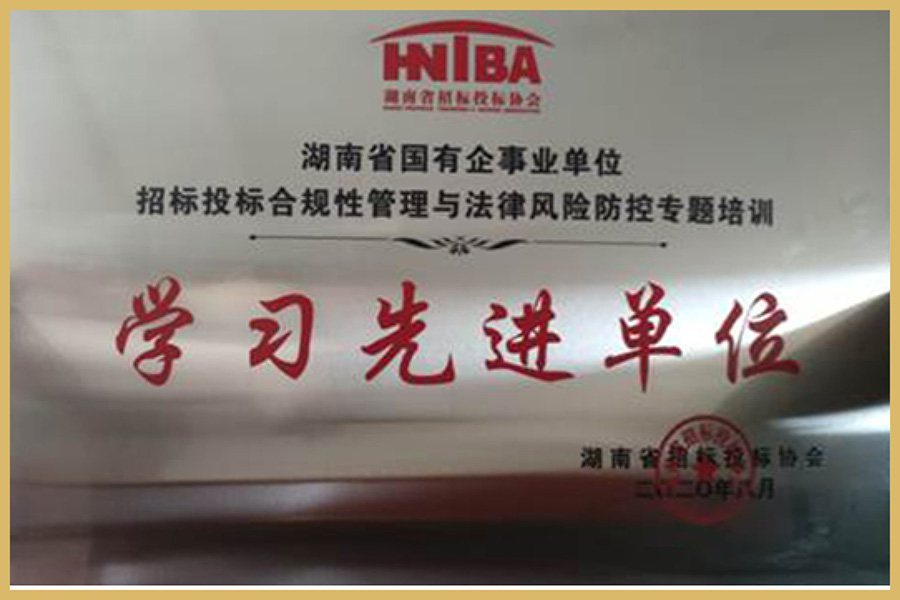 HNTBA
湖南省招标投标协会
湖南省国有企事业单位
招标投标合规性管理与法律风险防控专题培训
学习先进单位
湖南省招标投标协会
二〇二〇年八月